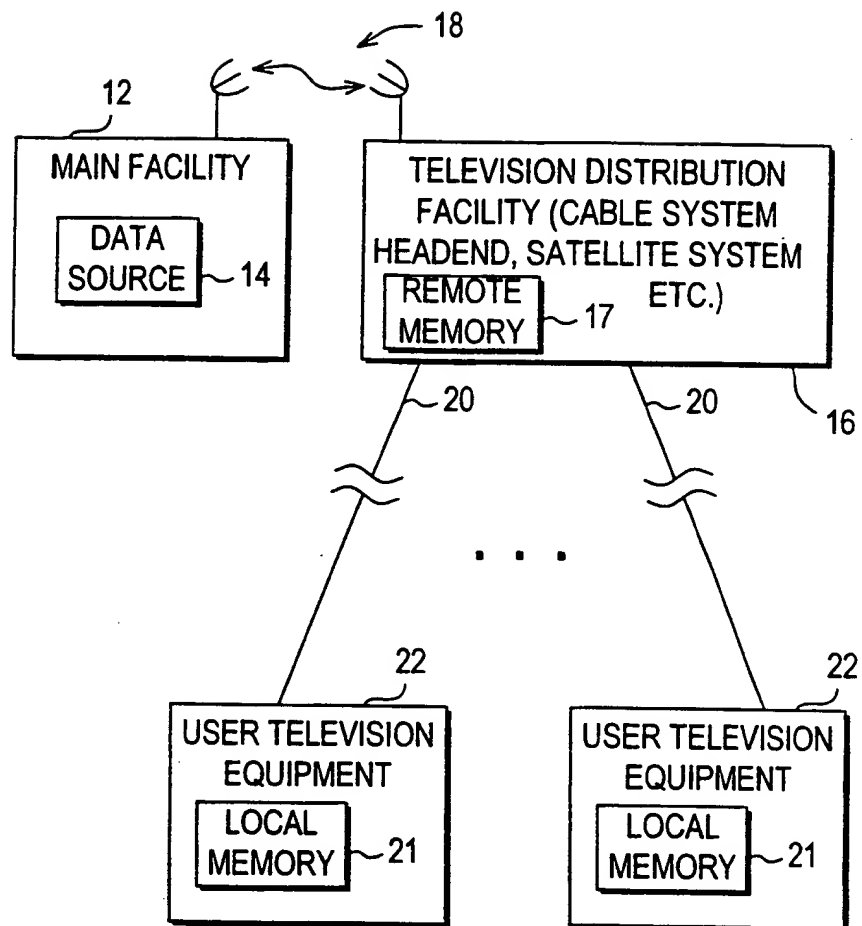 18
12
MAIN FACILITY
DATA
SOURCE
14
TELEVISION DISTRIBUTION
FACILITY (CABLE SYSTEM
HEADEND, SATELLITE SYSTEM
ETC.)
REMOTE
MEMORY
17
16
20
20
22
USER TELEVISION
EQUIPMENT
LOCAL
MEMORY
21
22
USER TELEVISION
EQUIPMENT
LOCAL
MEMORY
21